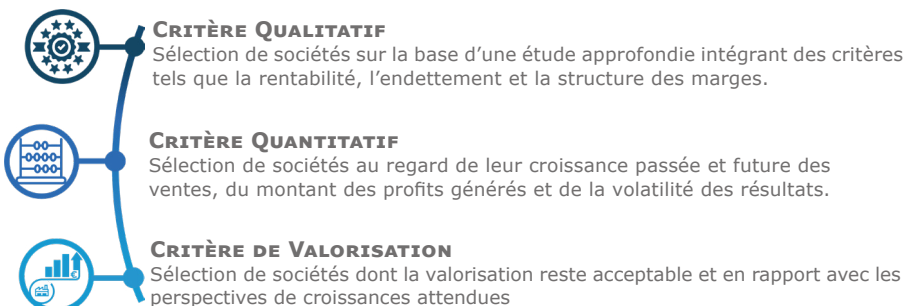 Critère Qualitatif
Sélection de sociétés sur la base d’une étude approfondie intégrant des critères
tels que la rentabilité, l’endettement et la structure des marges.
Critère Quantitatif
Sélection de sociétés au regard de leur croissance passée et future des
ventes, du montant des profits générés et de la volatilité des résultats.
Critère de Valorisation
Sélection de sociétés dont la valorisation reste acceptable et en rapport avec les
perspectives de croissances attendues